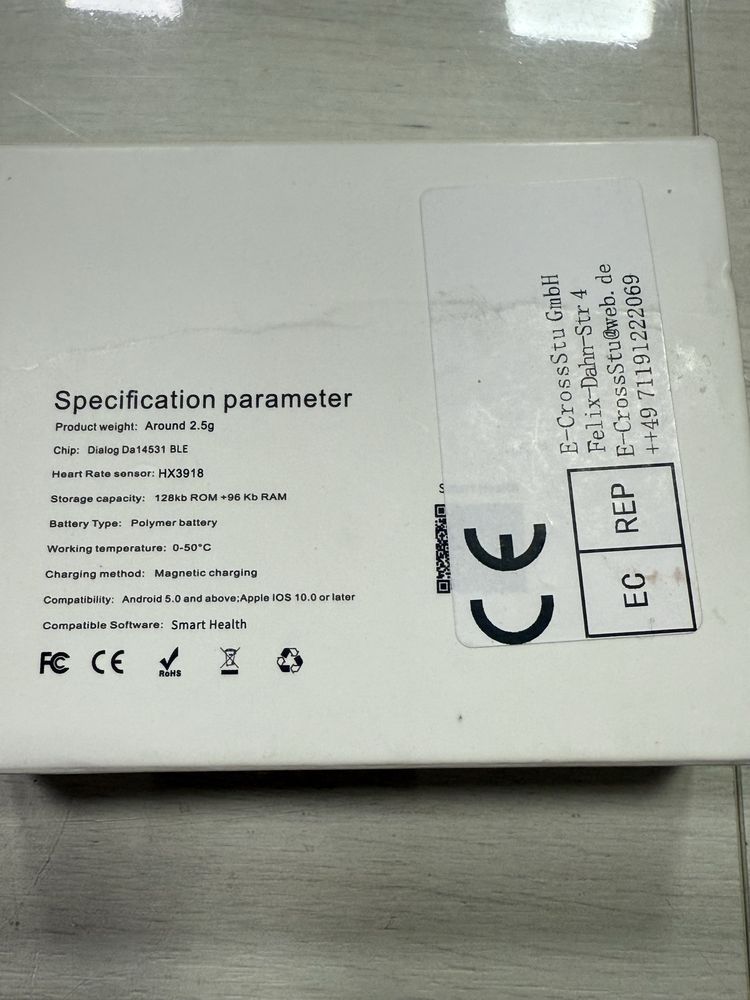 Specification parameter
Product weight: Around 2.5g
Chip: Dialog Da14531 BLE
Heart Rate sensor: HX3918
Storage capacity: 128kb ROM +96 Kb RAM
Battery Type: Polymer battery
Working temperature: 0-50°C
Charging method: Magnetic charging
Compatibility: Android 5.0 and above;Apple IOS 10.0 or later
Compatible Software: Smart Health
FC CE RoHS
S
E-CrossStu GmbH
Felix-Dahn-Str 4
E-CrossStu@web. de
++49 71191222069
CE
EC REP